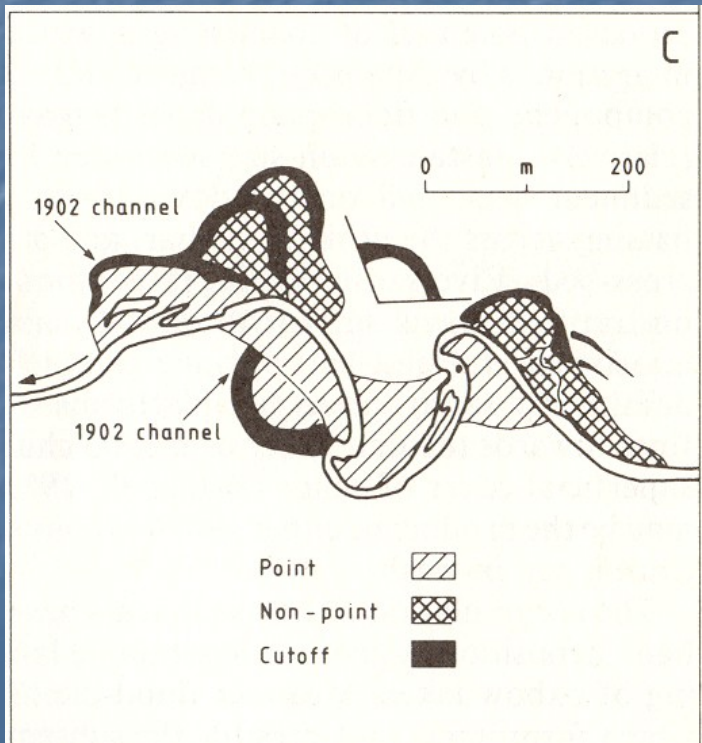 C
0 m 200
1902 channel
1902 channel
Point
Non-point
Cutoff